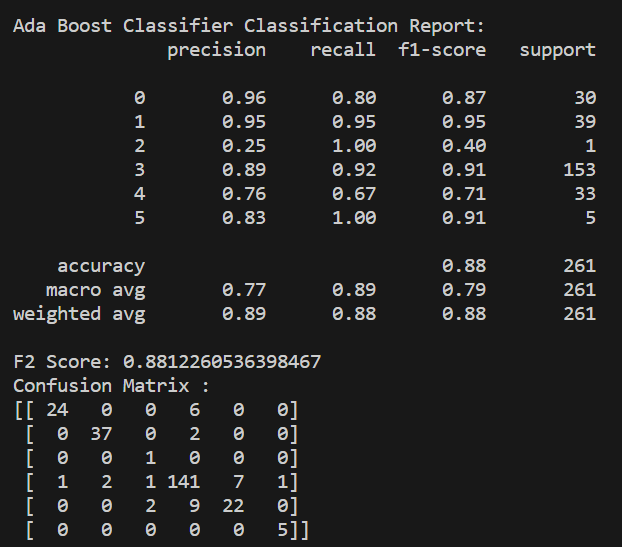 Ada Boost Classifier Classification Report:
precision recall f1-score support
0 0.96 0.80 0.87 30
1 0.95 0.95 0.95 39
2 0.25 1.00 0.40 1
3 0.89 0.92 0.91 153
4 0.76 0.67 0.71 33
5 0.83 1.00 0.91 5
accuracy 0.88 261
macro avg 0.77 0.89 0.79 261
weighted avg 0.89 0.88 0.88 261
F2 Score: 0.8812260536398467
Confusion Matrix :
[[ 24 0 0 6 0 0]
[ 0 37 0 2 0 0]
[ 0 0 1 0 0 0]
[ 1 2 1 141 7 1]
[ 0 0 2 9 22 0]
[ 0 0 0 0 0 5]]